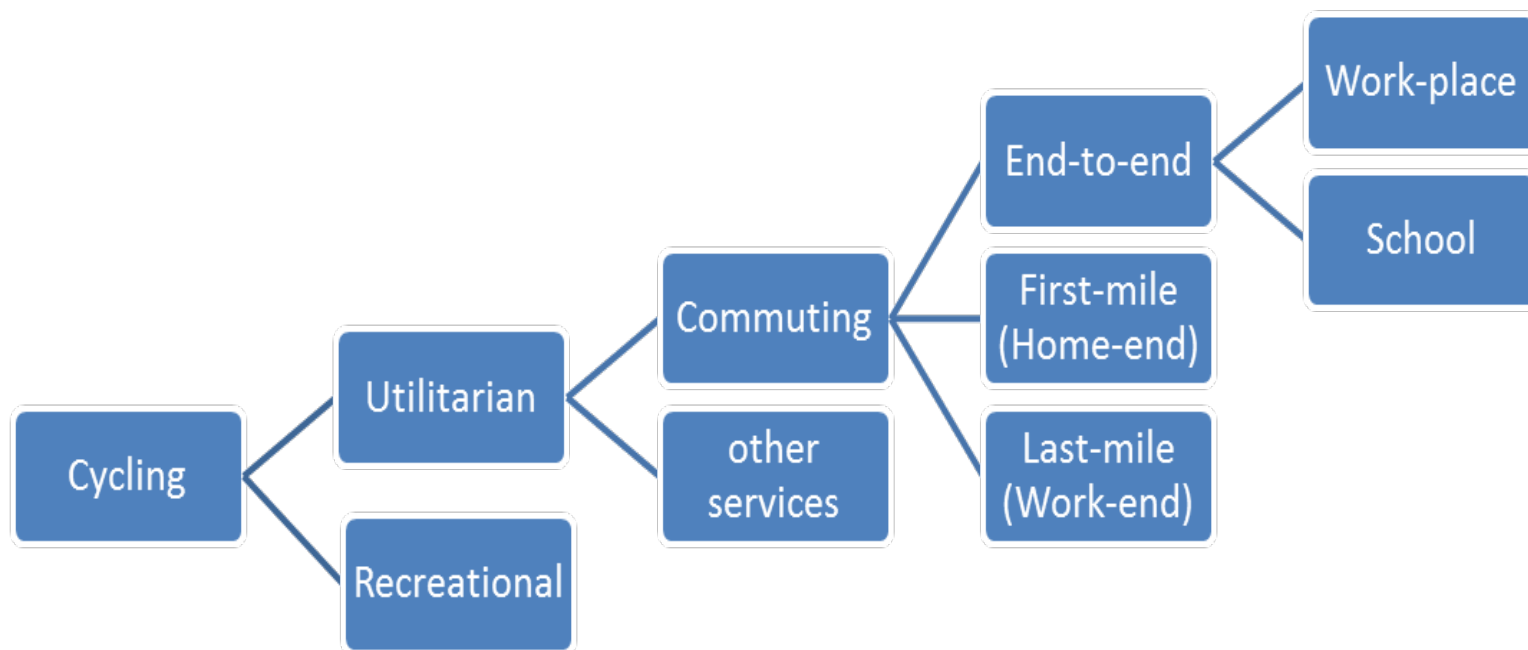 Cycling
Utilitarian
Recreational
Commuting
other
services
End-to-end
First-mile
(Home-end)
Last-mile
(Work-end)
Work-place
School